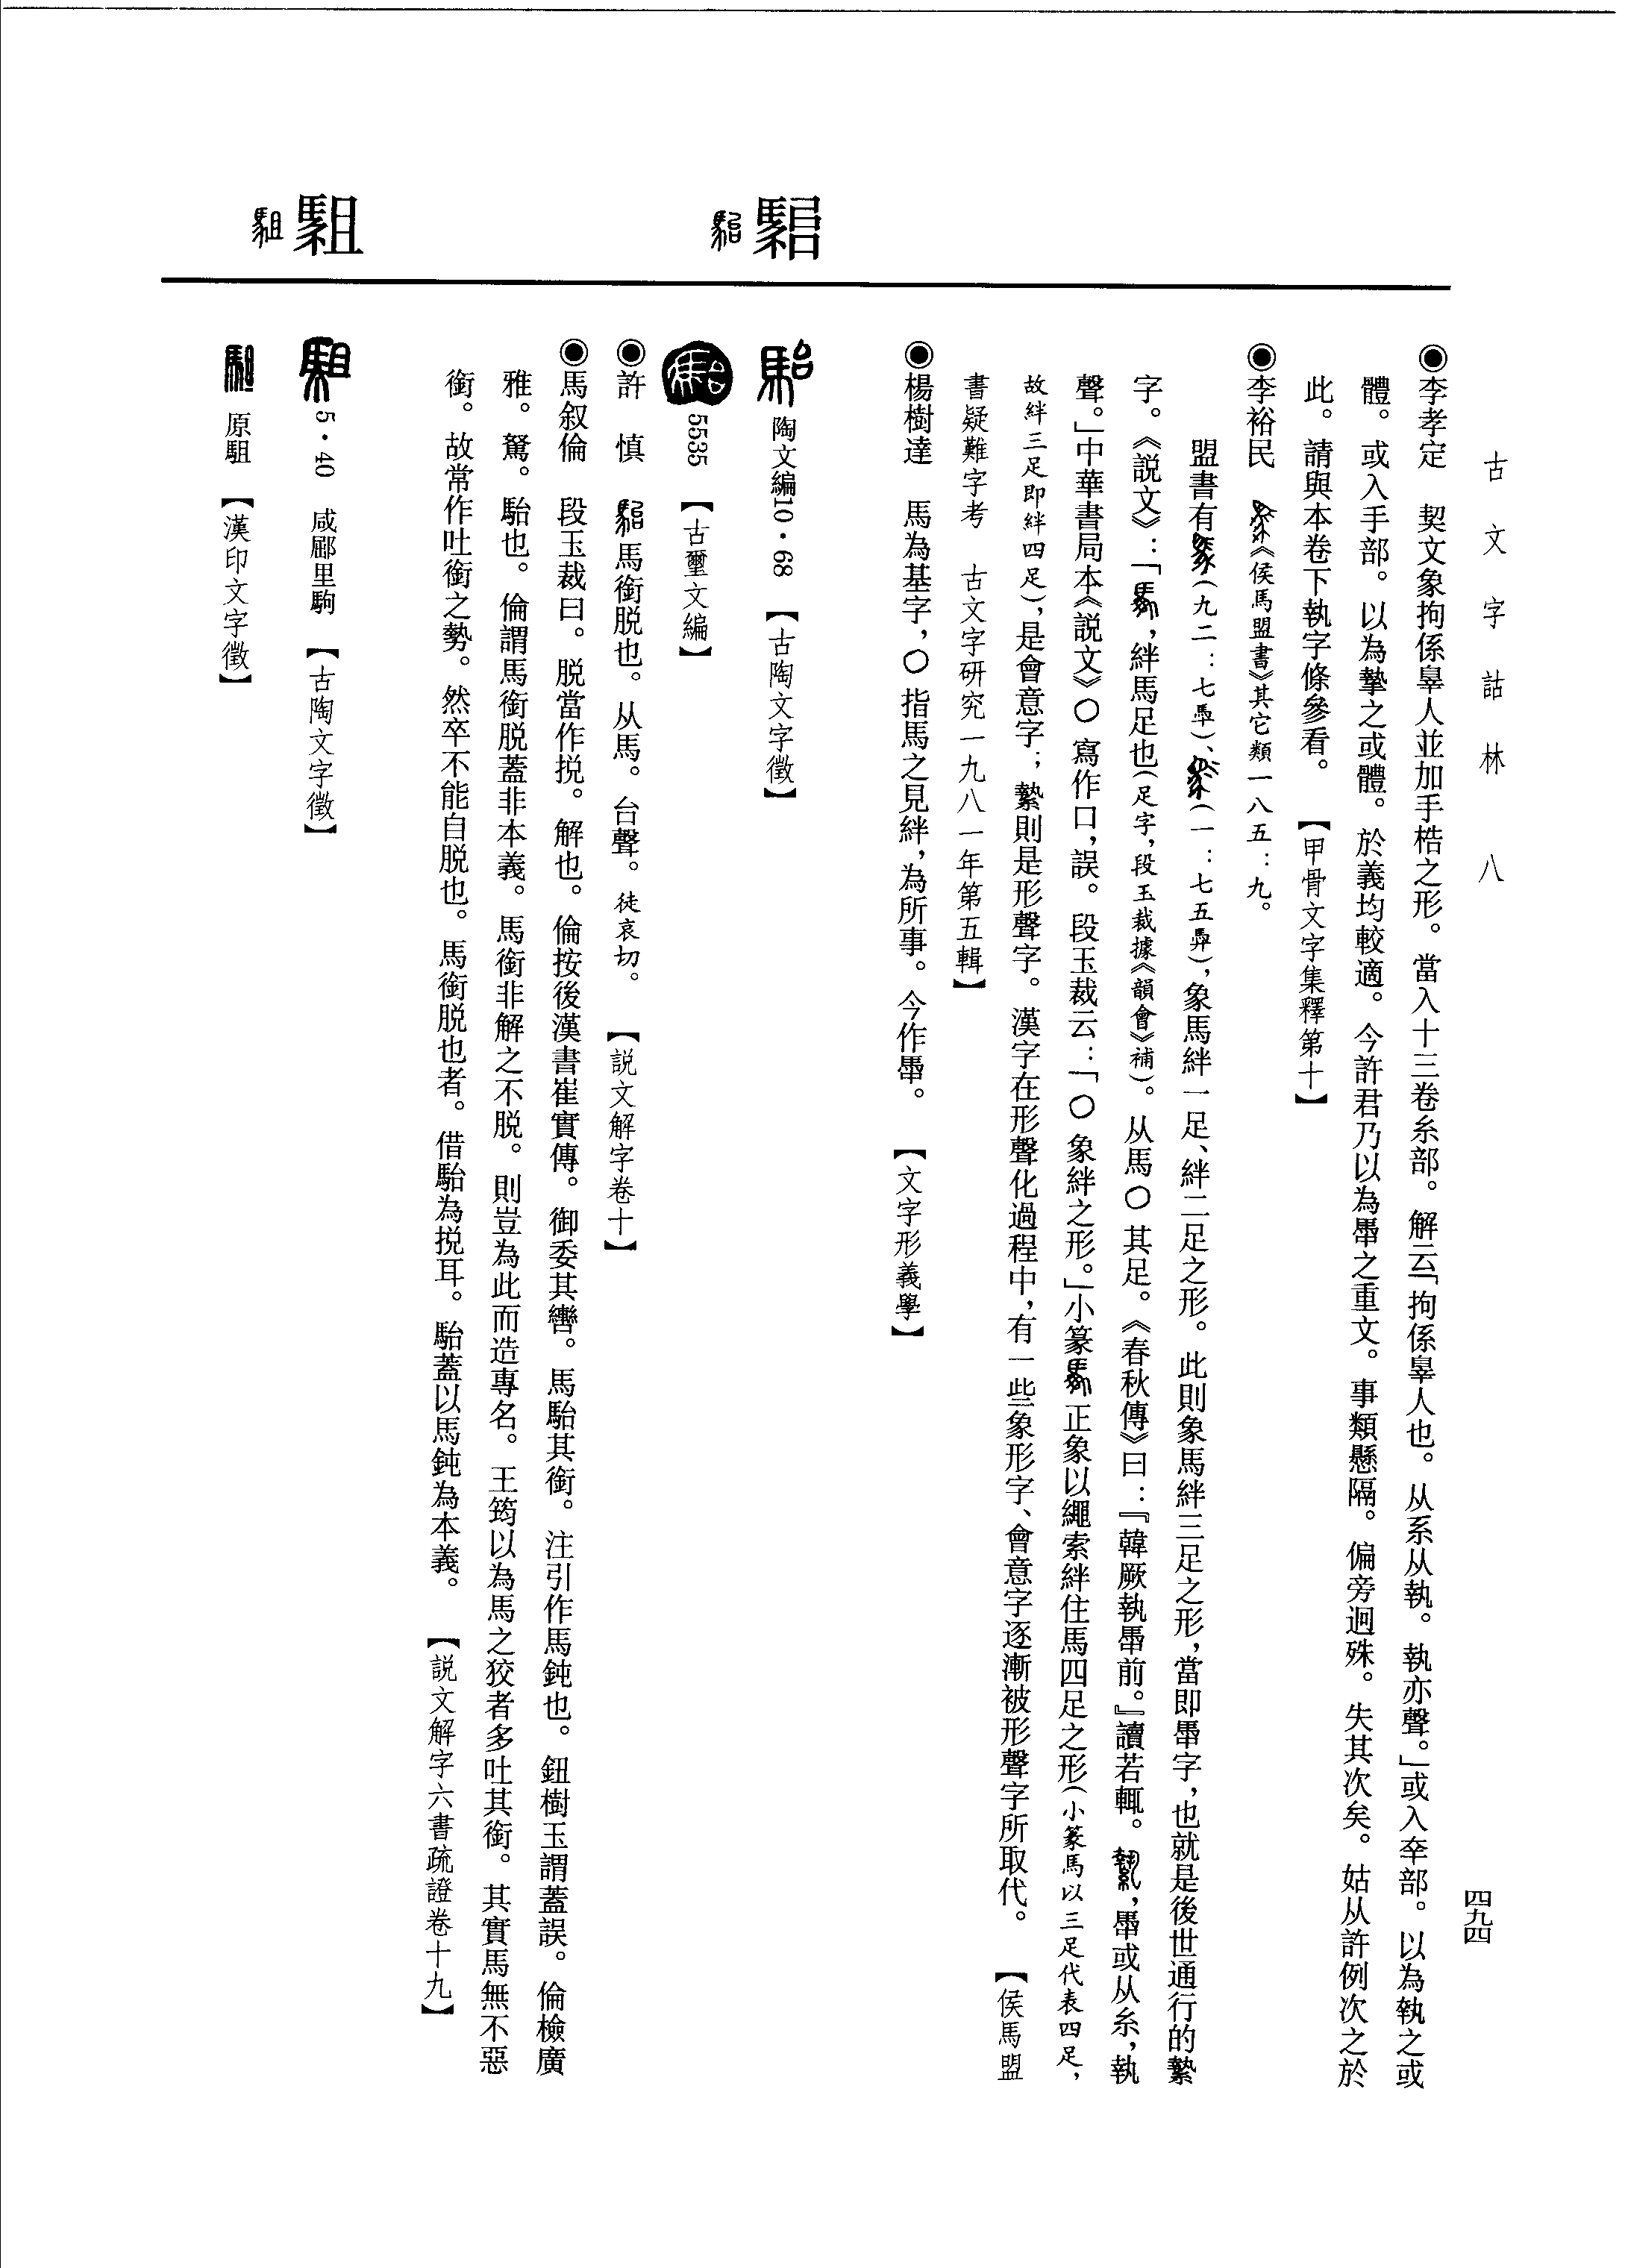 古文字詁林　八
四九四
◉李孝定　契文象拘係辠人並加手梏之形。當入十三卷糸部。解云「拘係辠人也。从系从執。執亦聲。」或入㚔部。以為執之或
體。或入手部。以為摯之或體。於義均較適。今許君乃以為馽之重文。事類懸隔。偏旁迥殊。失其次矣。姑从許例次之於
此。請與本卷下執字條參看。　【甲骨文字集釋第十】
◉李裕民　《侯馬盟書》其它類一八五：九。
盟書有（九二：七馽）、（一：七五馽），象馬絆一足、絆二足之形。此則象馬絆三足之形，當即馽字，也就是後世通行的縶
字。《説文》：「，絆馬足也（足字，段玉裁據《韻會》補）。从馬〇其足。《春秋傳》曰：『韓厥執馽前。』讀若輒。，馽或从糸，執
聲。」中華書局本《説文》〇寫作口，誤。段玉裁云：「〇象絆之形。」小篆正象以繩索絆住馬四足之形（小篆馬以三足代表四足，
故絆三足即絆四足），是會意字；縶則是形聲字。漢字在形聲化過程中，有一些象形字、會意字逐漸被形聲字所取代。　【侯馬盟
書疑難字考　古文字研究一九八一年第五輯】
◉楊樹達　馬為基字，〇指馬之見絆，為所事。今作馽。　【文字形義學】
駘
陶文編10·68　【古陶文字徵】
5535　【古璽文編】
◉許　慎　馬銜脱也。从馬。台聲。徒哀切。　【説文解字卷十】
◉馬叙倫　段玉裁曰。脱當作挩。解也。倫按後漢書崔實傳。御委其轡。馬駘其銜。注引作馬鈍也。鈕樹玉謂蓋誤。倫檢廣
雅。駑。駘也。倫謂馬銜脱蓋非本義。馬銜非解之不脱。則豈為此而造專名。王筠以為馬之狡者多吐其銜。其實馬無不惡
銜。故常作吐銜之勢。然卒不能自脱也。馬銜脱也者。借駘為挩耳。駘蓋以馬鈍為本義。　【説文解字六書疏證卷十九】
駔
5·40　咸郿里駒　【古陶文字徵】
原駔　【漢印文字徵】